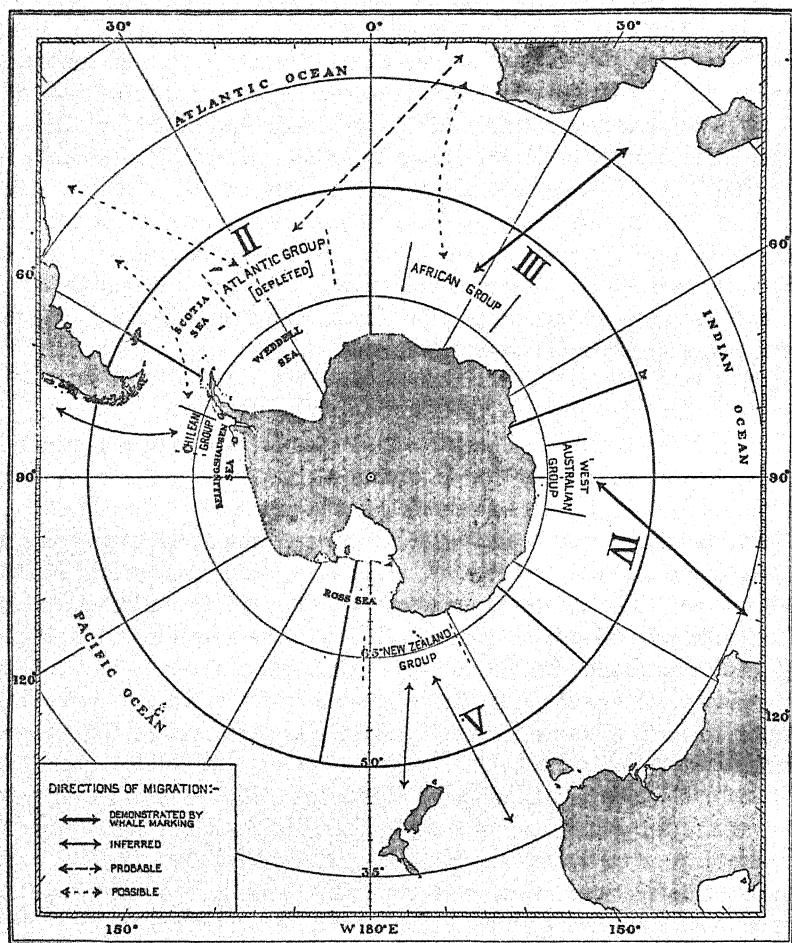 30°
0°
30°
ATLANTIC OCEAN
60°
II
ATLANTIC GROUP
[DEPLETED]
SCOTIA
SEA
WEDDELL
SEA
AFRICAN GROUP
III
60°
INDIAN OCEAN
CHILEAN
GROUP
BELLINGSHAUSEN
SEA
90°
WEST
AUSTRALIAN
GROUP
90°
IV
ROSS SEA
65° NEW ZEALAND
GROUP
PACIFIC OCEAN
120°
V
120°
50°
35°
DIRECTIONS OF MIGRATION:-
DEMONSTRATED BY
WHALE MARKING
INFERRED
PROBABLE
POSSIBLE
150°
W 180° E
150°